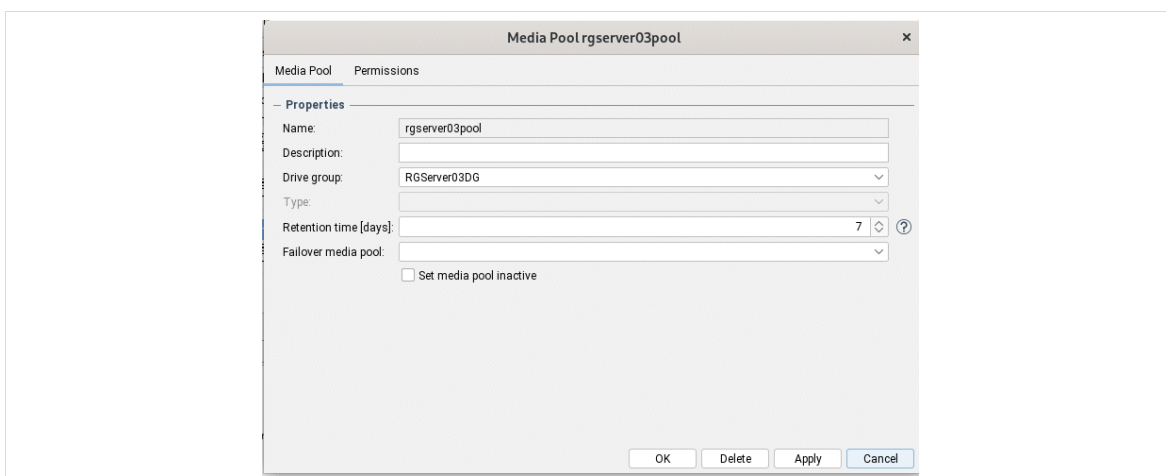 Media Pool rgserver03pool
Media Pool Permissions
Properties
Name: rgserver03pool
Description:
Drive group: RGServer03DG
Type:
Retention time [days]: 7
Failover media pool:
Set media pool inactive
OK Delete Apply Cancel